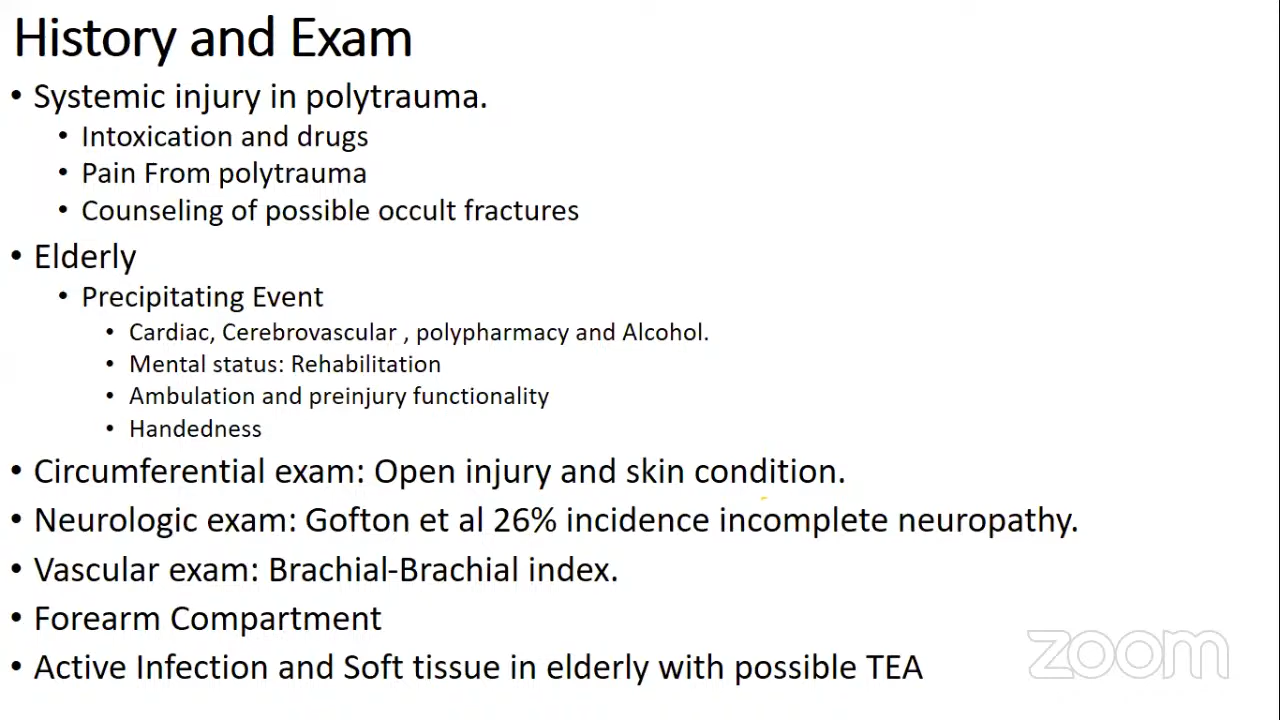 History and Exam
• Systemic injury in polytrauma.
• Intoxication and drugs
• Pain From polytrauma
• Counseling of possible occult fractures
• Elderly
• Precipitating Event
• Cardiac, Cerebrovascular , polypharmacy and Alcohol.
• Mental status: Rehabilitation
• Ambulation and preinjury functionality
• Handedness
• Circumferential exam: Open injury and skin condition.
• Neurologic exam: Gofton et al 26% incidence incomplete neuropathy.
• Vascular exam: Brachial-Brachial index.
• Forearm Compartment
• Active Infection and Soft tissue in elderly with possible TEA
zoom